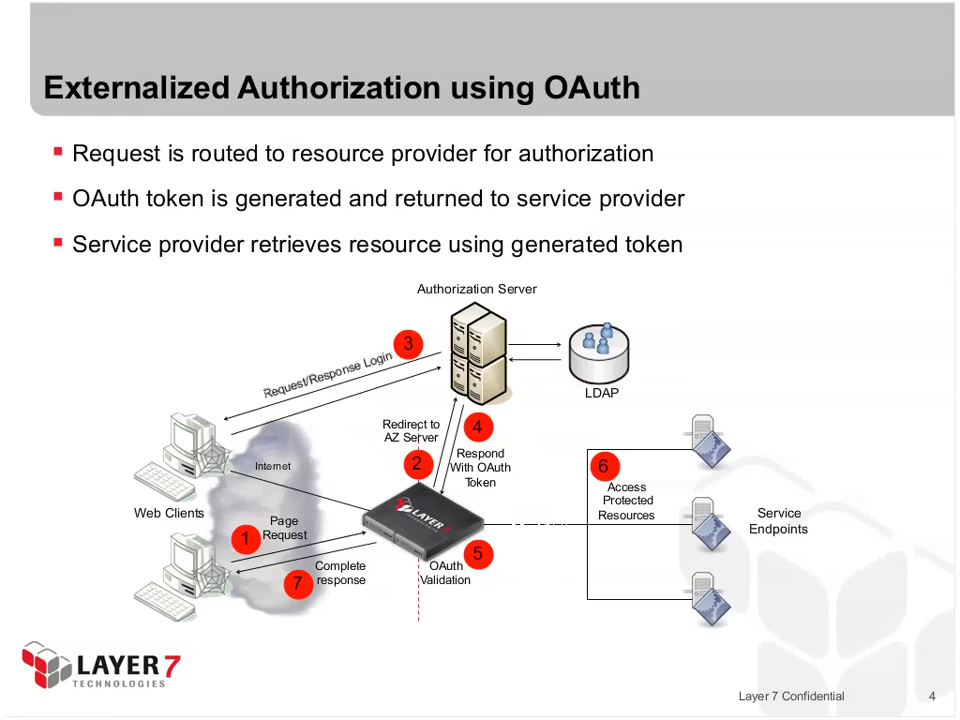 Externalized Authorization using OAuth
Request is routed to resource provider for authorization
OAuth token is generated and returned to service provider
Service provider retrieves resource using generated token
Authorization Server
3
Request/Response Login
LDAP
Redirect to
AZ Server
4
2
Respond
With OAuth
Token
Internet
6
Access
Protected
Resources
Web Clients
LAYER 7
TECHNOLOGIES
Service
Endpoints
1
Page
Request
5
OAuth
Validation
7
Complete
response
LAYER 7
TECHNOLOGIES
Layer 7 Confidential
4